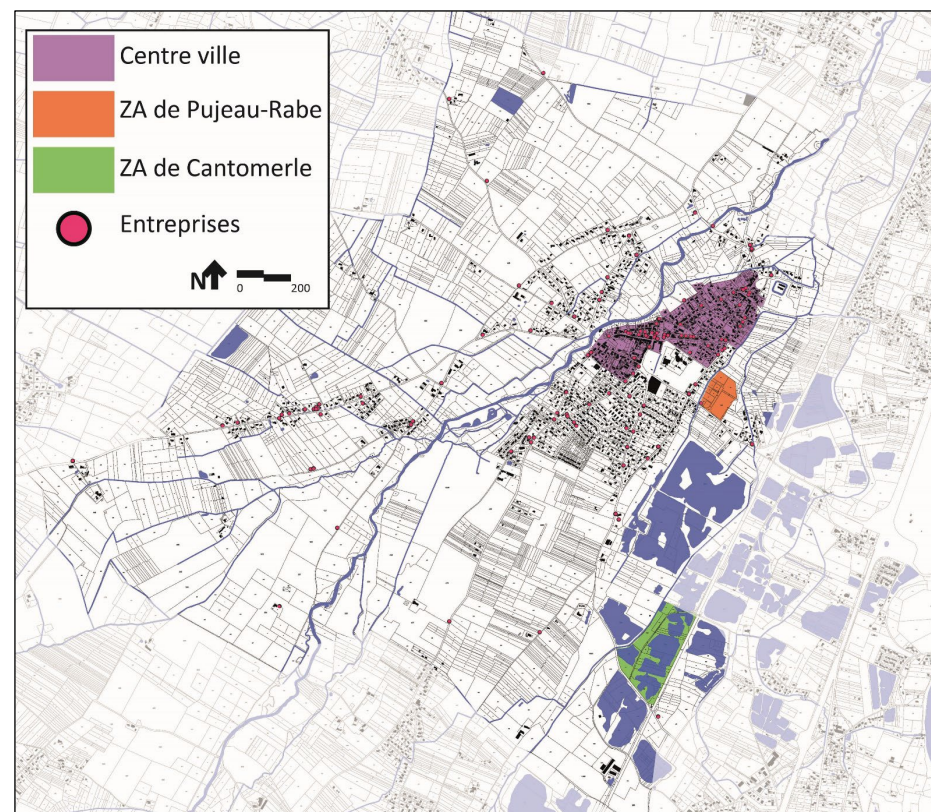 Centre ville
ZA de Pujeau-Rabe
ZA de Cantomerle
Entreprises
N
0 200